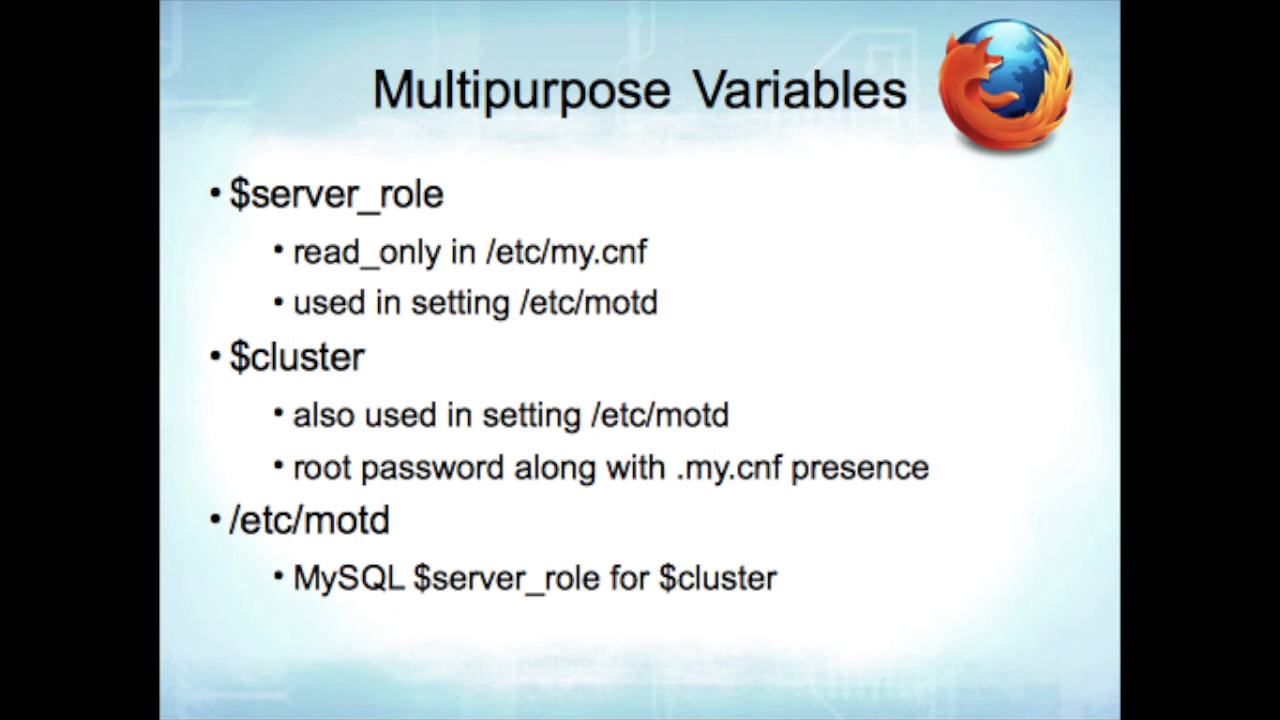 Multipurpose Variables
• $server_role
• read_only in /etc/my.cnf
• used in setting /etc/motd
• $cluster
• also used in setting /etc/motd
• root password along with .my.cnf presence
• /etc/motd
• MySQL $server_role for $cluster